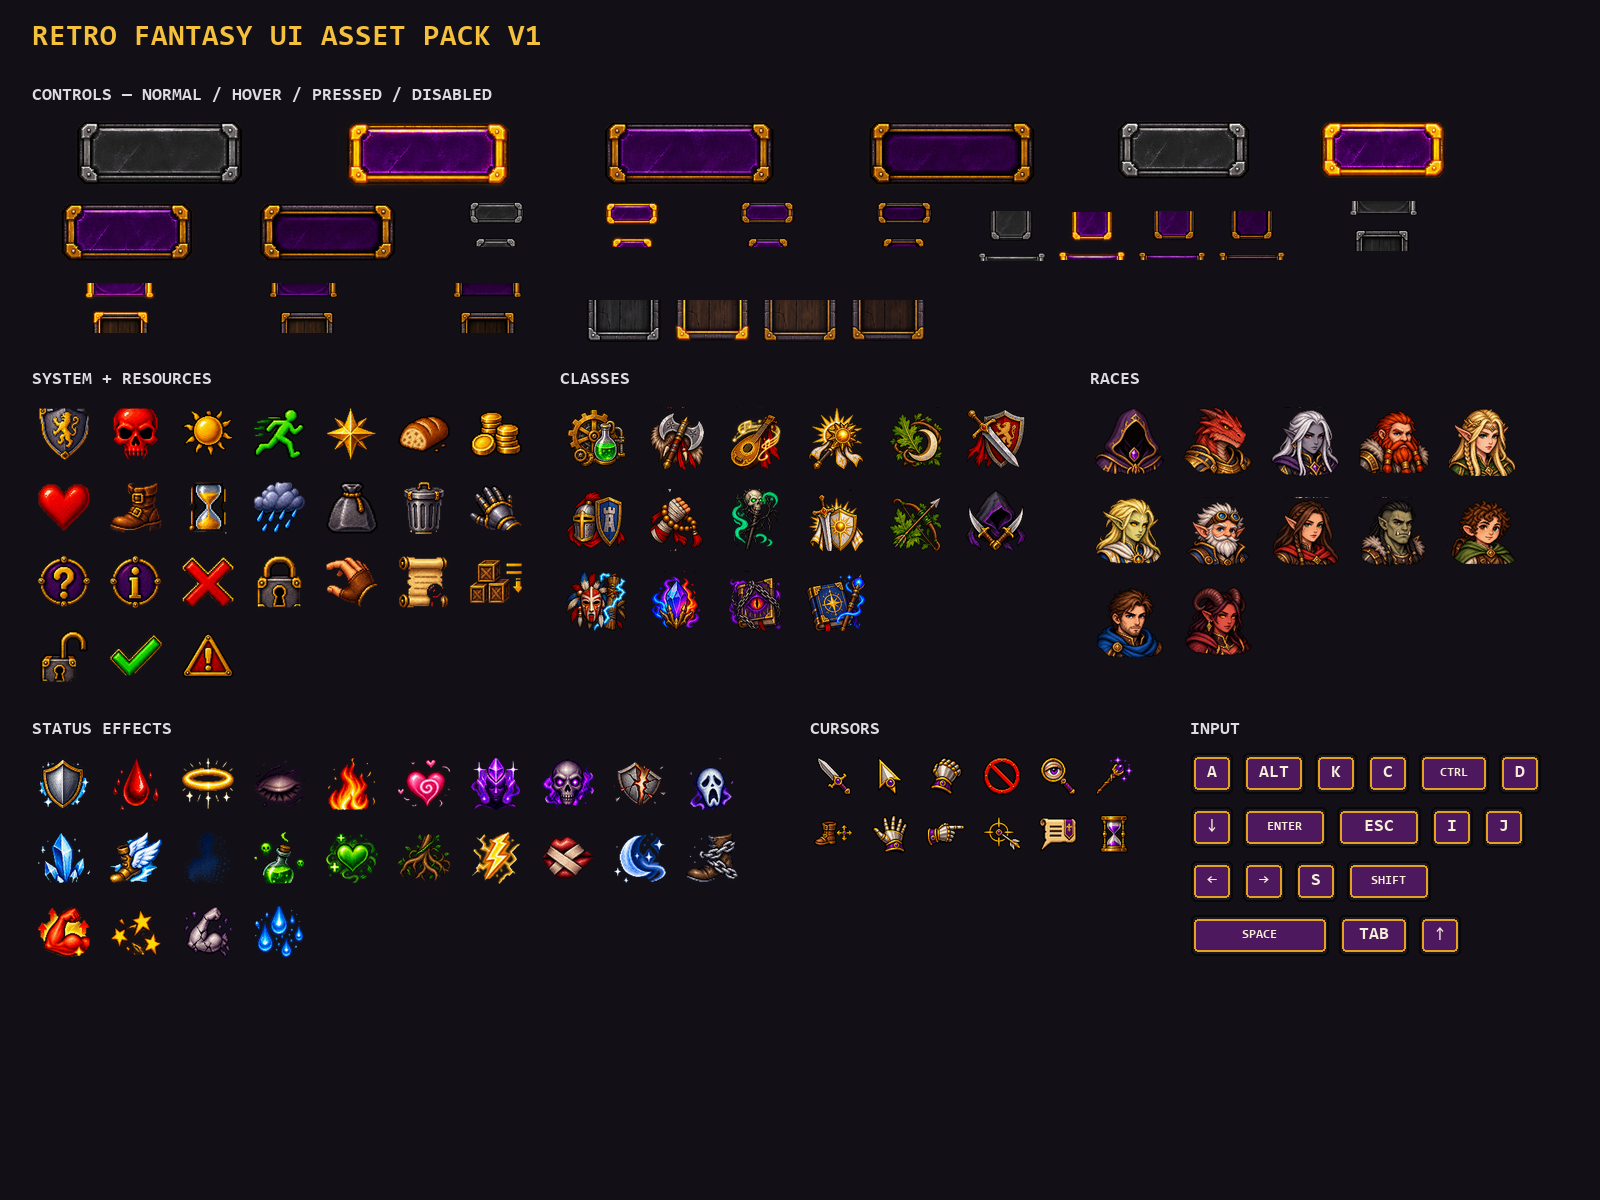 RETRO FANTASY UI ASSET PACK V1
CONTROLS — NORMAL / HOVER / PRESSED / DISABLED
SYSTEM + RESOURCES
CLASSES
RACES
?
i
!
STATUS EFFECTS
CURSORS
INPUT
A ALT K C CTRL D
↓ ENTER ESC I J
← → S SHIFT
SPACE TAB ↑